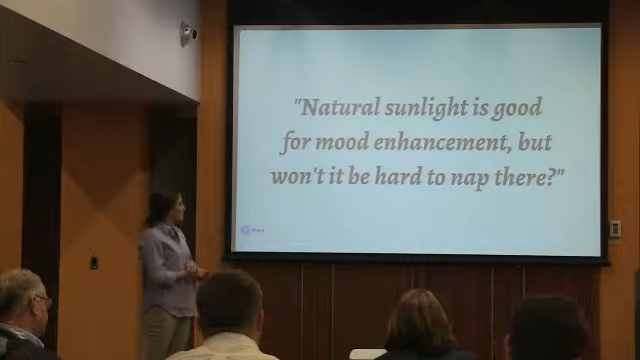 "Natural sunlight is good
for mood enhancement, but
won't it be hard to nap there?"